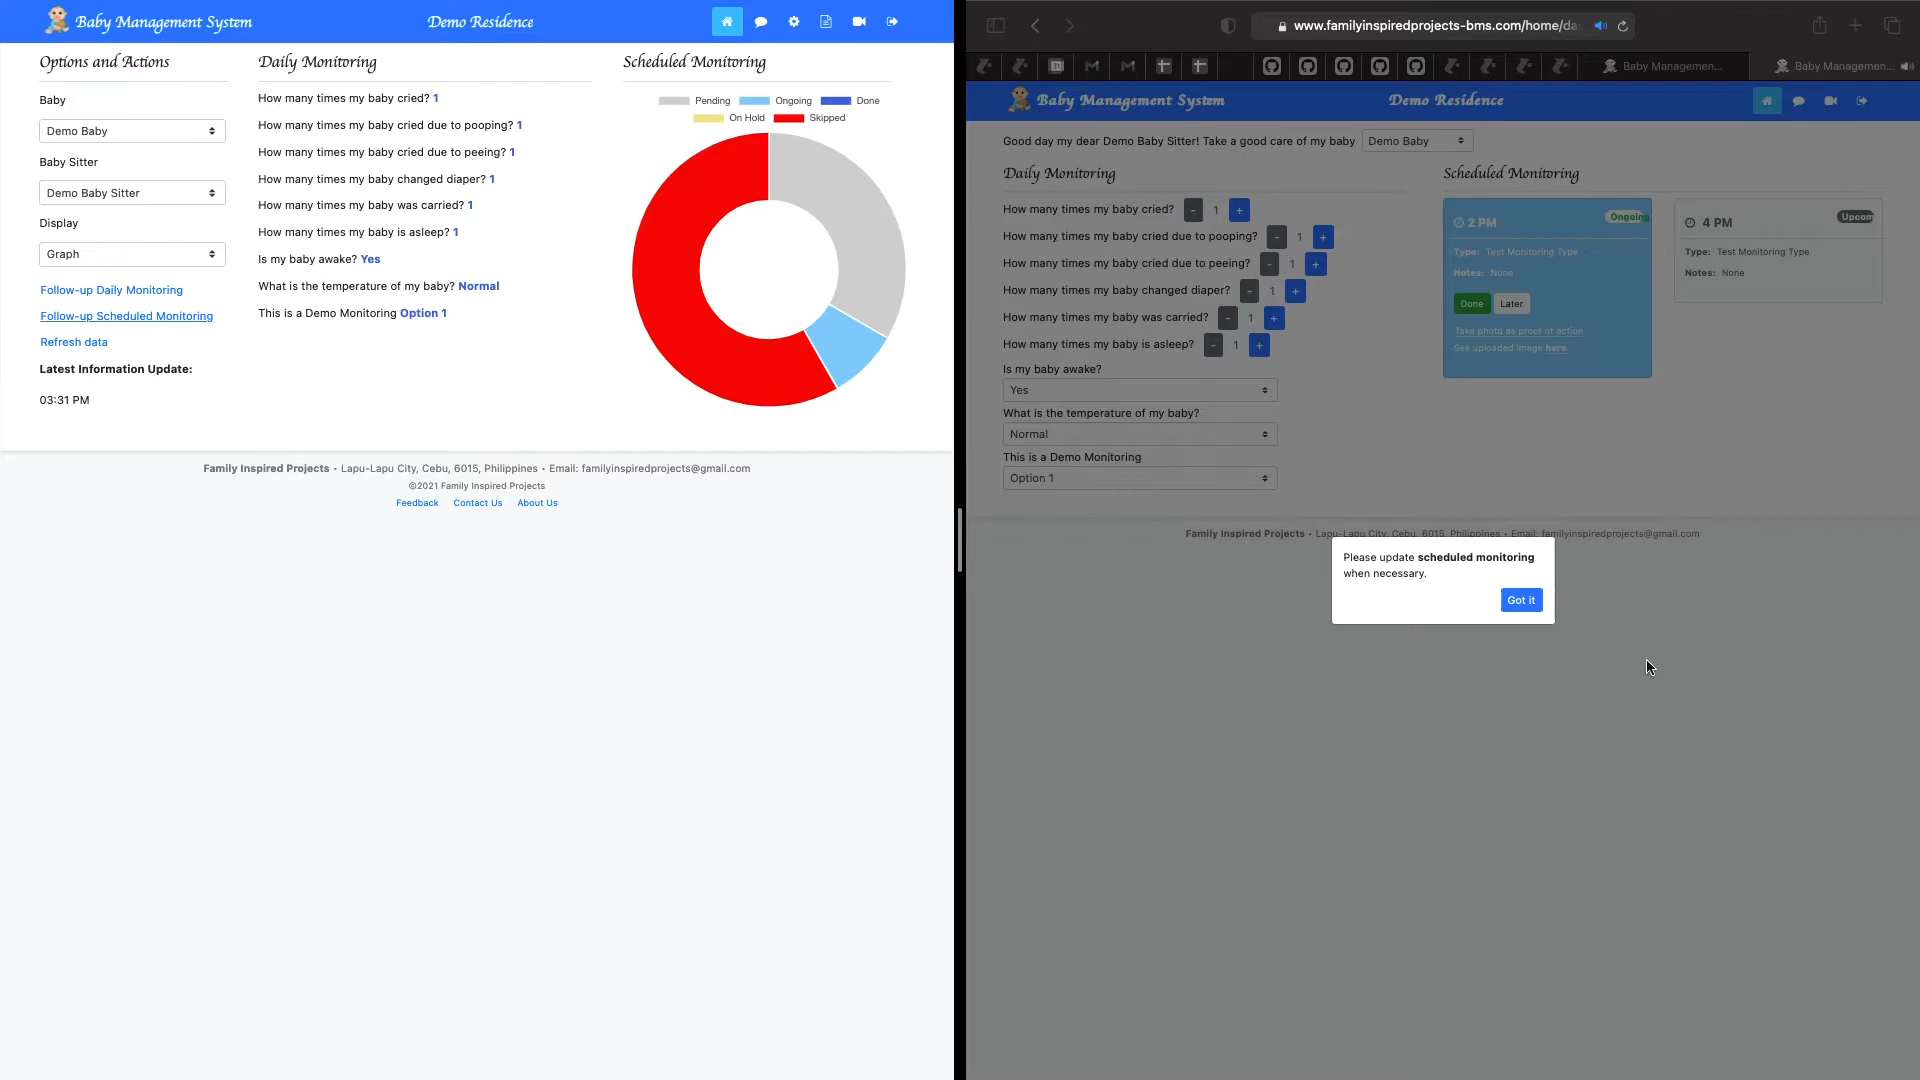 Baby Management System
Demo Residence
Options and Actions
Baby
Demo Baby
Baby Sitter
Demo Baby Sitter
Display
Graph
Follow-up Daily Monitoring
Follow-up Scheduled Monitoring
Refresh data
Latest Information Update:
03:31 PM
Daily Monitoring
How many times my baby cried? 1
How many times my baby cried due to pooping? 1
How many times my baby cried due to peeing? 1
How many times my baby changed diaper? 1
How many times my baby was carried? 1
How many times my baby is asleep? 1
Is my baby awake? Yes
What is the temperature of my baby? Normal
This is a Demo Monitoring Option 1
Scheduled Monitoring
Pending Ongoing Done
On Hold Skipped
Family Inspired Projects • Lapu-Lapu City, Cebu, 6015, Philippines • Email: familyinspiredprojects@gmail.com
©2021 Family Inspired Projects
Feedback Contact Us About Us
www.familyinspiredprojects-bms.com/home/da
Baby Managemen...
Baby Managemen...
Baby Management System
Demo Residence
Good day my dear Demo Baby Sitter! Take a good care of my baby Demo Baby
Daily Monitoring
How many times my baby cried? - 1 +
How many times my baby cried due to pooping? - 1 +
How many times my baby cried due to peeing? - 1 +
How many times my baby changed diaper? - 1 +
How many times my baby was carried? - 1 +
How many times my baby is asleep? - 1 +
Is my baby awake?
Yes
What is the temperature of my baby?
Normal
This is a Demo Monitoring
Option 1
Scheduled Monitoring
2 PM Ongoing
Type: Test Monitoring Type
Notes: None
Done Later
Take photo as proof of action
See uploaded image here.
4 PM Upcom
Type: Test Monitoring Type
Notes: None
Family Inspired Projects • Lapu-Lapu City, Cebu, 6015, Philippines • Email: familyinspiredprojects@gmail.com
Please update scheduled monitoring
when necessary.
Got it